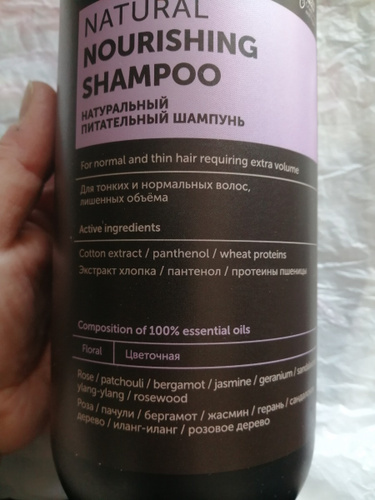 NATURAL
NOURISHING
SHAMPOO
НАТУРАЛЬНЫЙ
ПИТАТЕЛЬНЫЙ ШАМПУНЬ
For normal and thin hair requiring extra volume
Для тонких и нормальных волос,
лишенных объёма
Active ingredients
Cotton extract / panthenol / wheat proteins
Экстракт хлопка / пантенол / протеины пшеницы
Composition of 100% essential oils
Floral Цветочная
Rose / patchouli / bergamot / jasmine / geranium /
ylang-ylang / rosewood
Роза / пачули / бергамот / жасмин / герань /
дерево / иланг-иланг / розовое дерево